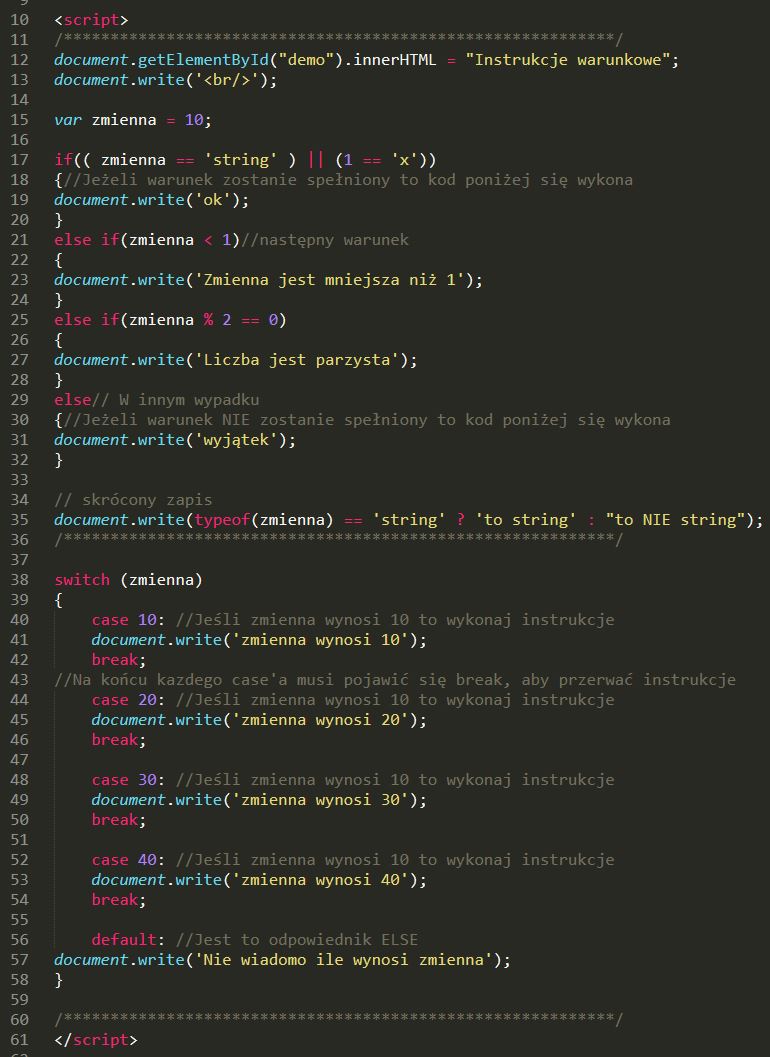 10 <script>
11 /***********************************************************/
12 document.getElementById("demo").innerHTML = "Instrukcje warunkowe";
13 document.write('<br/>');
14
15 var zmienna = 10;
16
17 if(( zmienna == 'string' ) || (1 == 'x'))
18 {//Jeżeli warunek zostanie spełniony to kod poniżej się wykona
19 document.write('ok');
20 }
21 else if(zmienna < 1)//następny warunek
22 {
23 document.write('Zmienna jest mniejsza niż 1');
24 }
25 else if(zmienna % 2 == 0)
26 {
27 document.write('Liczba jest parzysta');
28 }
29 else// W innym wypadku
30 {//Jeżeli warunek NIE zostanie spełniony to kod poniżej się wykona
31 document.write('wyjątek');
32 }
33
34 // skrócony zapis
35 document.write(typeof(zmienna) == 'string' ? 'to string' : "to NIE string");
36 /***********************************************************/
37
38 switch (zmienna)
39 {
40 case 10: //Jeśli zmienna wynosi 10 to wykonaj instrukcje
41 document.write('zmienna wynosi 10');
42 break;
43 //Na końcu kazdego case'a musi pojawić się break, aby przerwać instrukcje
44 case 20: //Jeśli zmienna wynosi 10 to wykonaj instrukcje
45 document.write('zmienna wynosi 20');
46 break;
47
48 case 30: //Jeśli zmienna wynosi 10 to wykonaj instrukcje
49 document.write('zmienna wynosi 30');
50 break;
51
52 case 40: //Jeśli zmienna wynosi 10 to wykonaj instrukcje
53 document.write('zmienna wynosi 40');
54 break;
55
56 default: //Jest to odpowiednik ELSE
57 document.write('Nie wiadomo ile wynosi zmienna');
58 }
59
60 /***********************************************************/
61 </script>